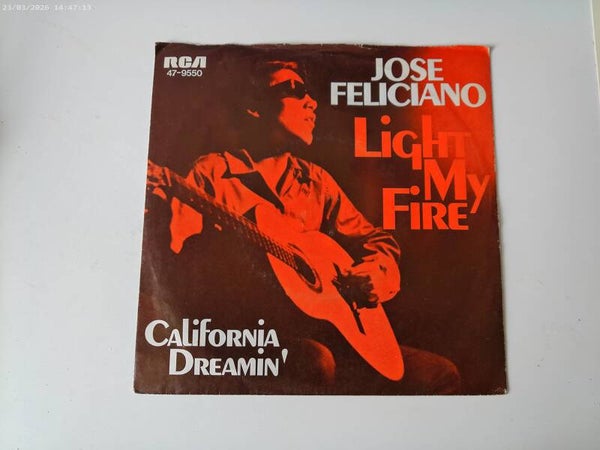 23/03/2026 14:47:13
RCA
47-9550
JOSE
FELICIANO
LIGHT
MY
FIRE
CALIFORNIA
DREAMIN'